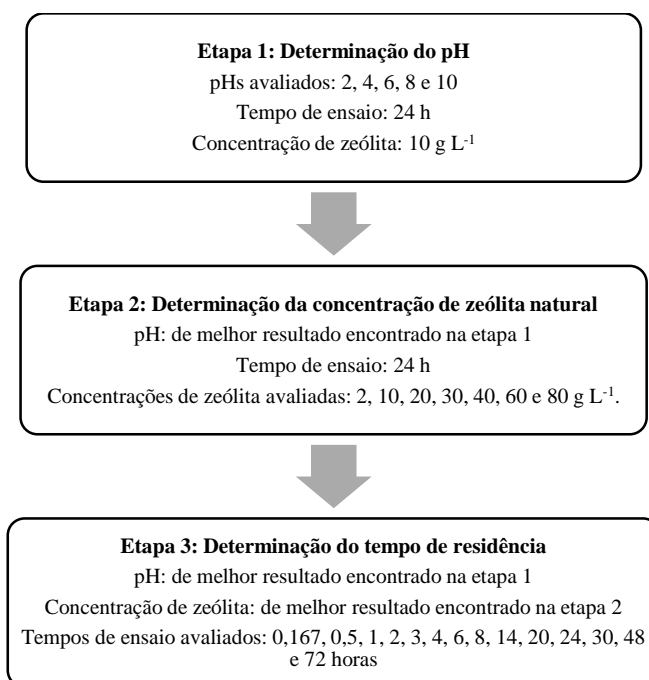 Etapa 1: Determinação do pH
pHs avaliados: 2, 4, 6, 8 e 10
Tempo de ensaio: 24 h
Concentração de zeólita: 10 g L⁻¹
Etapa 2: Determinação da concentração de zeólita natural
pH: de melhor resultado encontrado na etapa 1
Tempo de ensaio: 24 h
Concentrações de zeólita avaliadas: 2, 10, 20, 30, 40, 60 e 80 g L⁻¹.
Etapa 3: Determinação do tempo de residência
pH: de melhor resultado encontrado na etapa 1
Concentração de zeólita: de melhor resultado encontrado na etapa 2
Tempos de ensaio avaliados: 0,167, 0,5, 1, 2, 3, 4, 6, 8, 14, 20, 24, 30, 48
e 72 horas